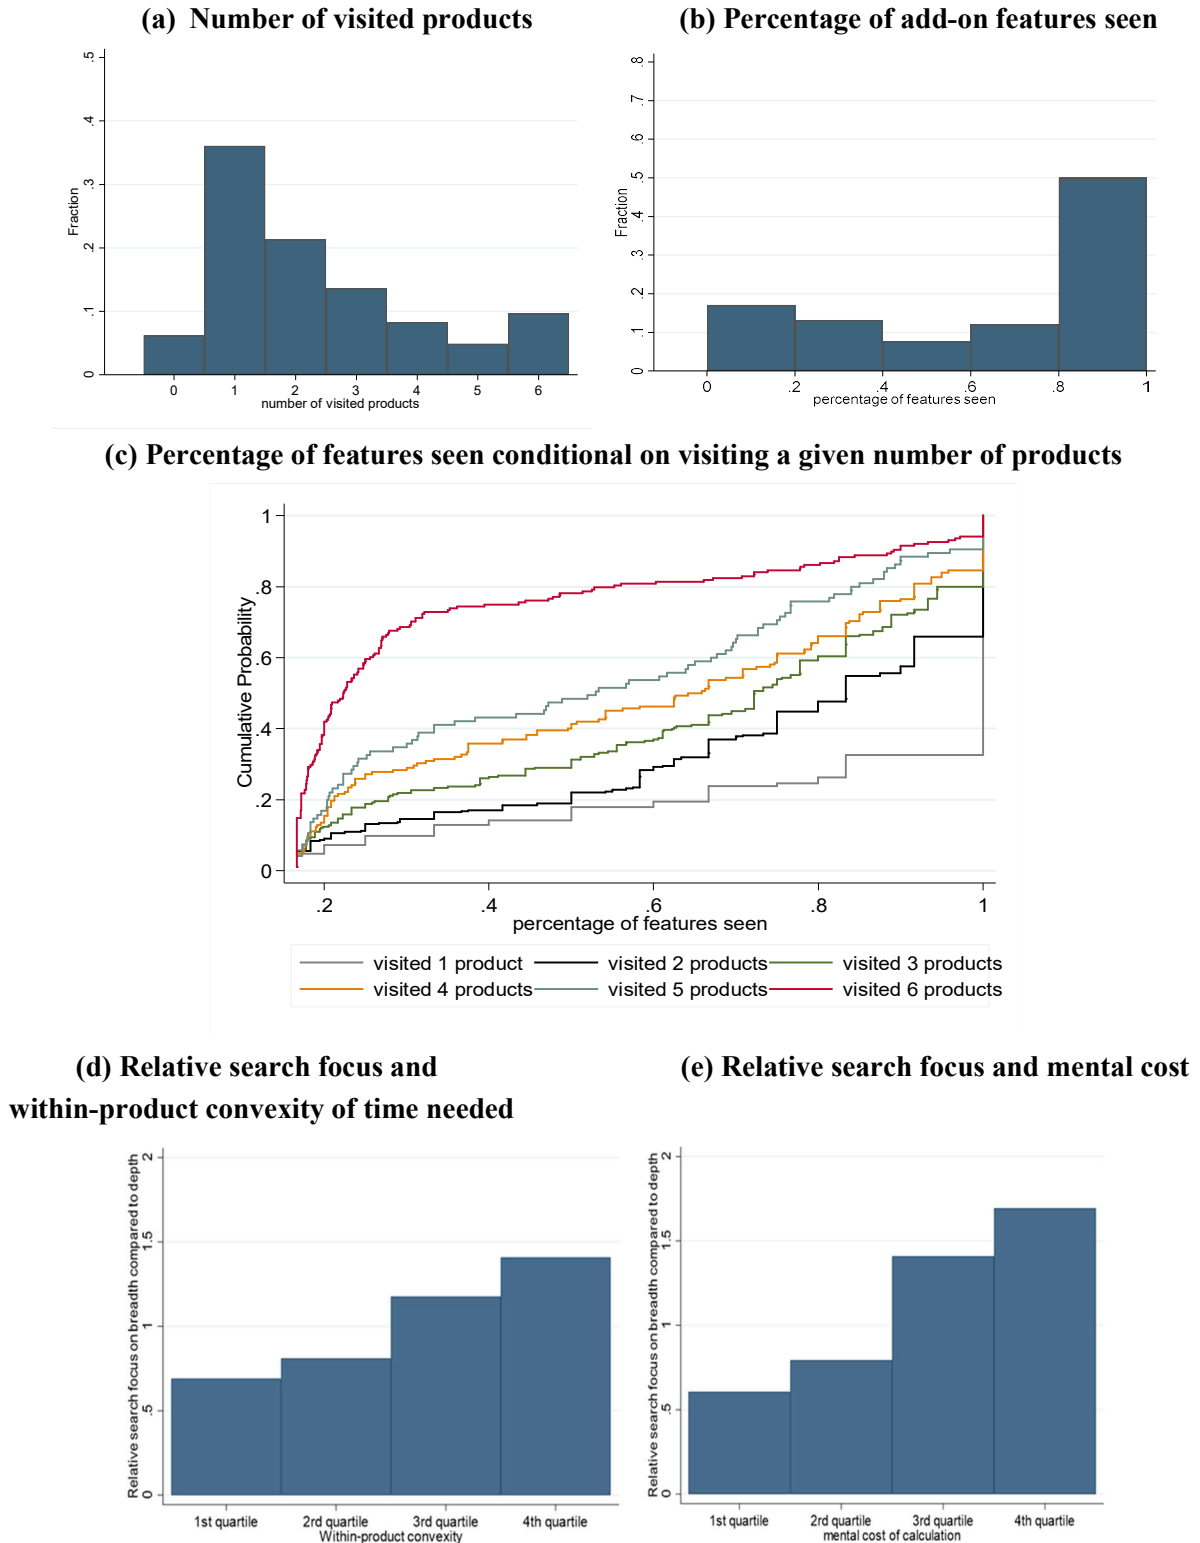 (a) Number of visited products
(b) Percentage of add-on features seen
.5
.4
.3
.2
.1
0
Fraction
0 1 2 3 4 5 6
number of visited products
.8
.7
.6
.5
.4
.3
.2
.1
0
Fraction
0 .2 .4 .6 .8 1
percentage of features seen
(c) Percentage of features seen conditional on visiting a given number of products
1
.8
.6
.4
.2
0
Cumulative Probability
.2 .4 .6 .8 1
percentage of features seen
visited 1 product visited 2 products visited 3 products
visited 4 products visited 5 products visited 6 products
(d) Relative search focus and
within-product convexity of time needed
(e) Relative search focus and mental cost
2
1.5
1
.5
0
Relative search focus on breadth compared to depth
1st quartile 2rd quartile 3rd quartile 4th quartile
Within-product convexity
2
1.5
1
.5
0
Relative search focus on breadth compared to depth
1st quartile 2rd quartile 3rd quartile 4th quartile
mental cost of calculation